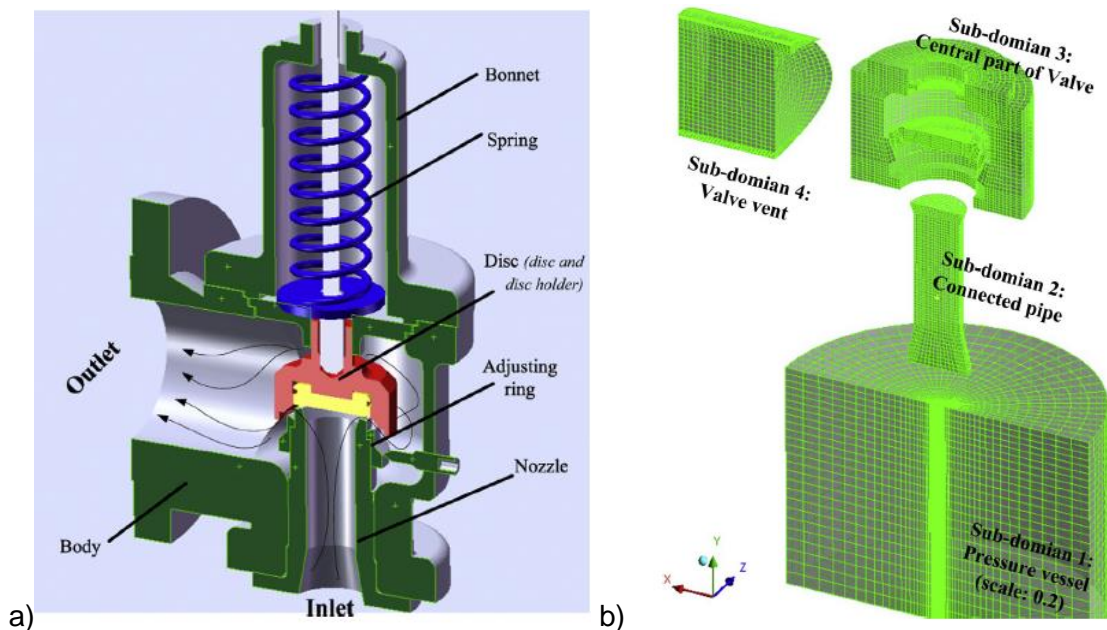 Bonnet
Spring
Disc (disc and
disc holder)
Adjusting
ring
Nozzle
Outlet
Body
Inlet
a)
Sub-domian 3:
Central part of Valve
Sub-domian 4:
Valve vent
Sub-domian 2:
Connected pipe
Sub-domian 1:
Pressure vessel
(scale: 0.2)
X
Y
Z
b)